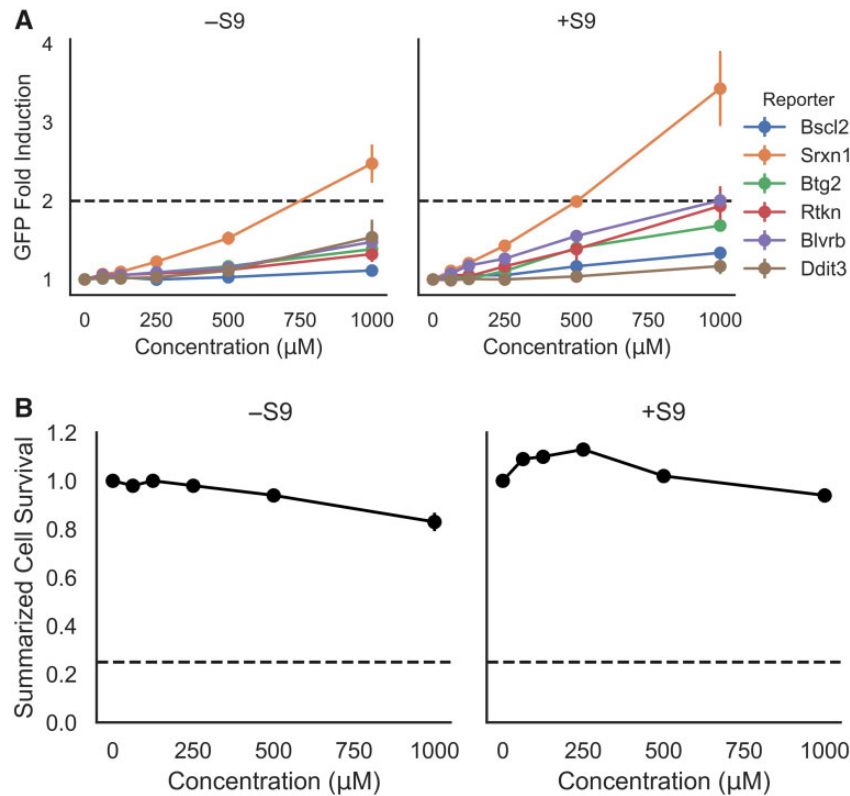 A
–S9
+S9
GFP Fold Induction
4
3
2
1
0
250
500
750
1000
0
250
500
750
1000
Concentration (µM)
Concentration (µM)
Reporter
Bscl2
Srxn1
Btg2
Rtkn
Blvrb
Ddit3
B
–S9
+S9
Summarized Cell Survival
1.2
1.0
0.8
0.6
0.4
0.2
0.0
0
250
500
750
1000
0
250
500
750
1000
Concentration (µM)
Concentration (µM)